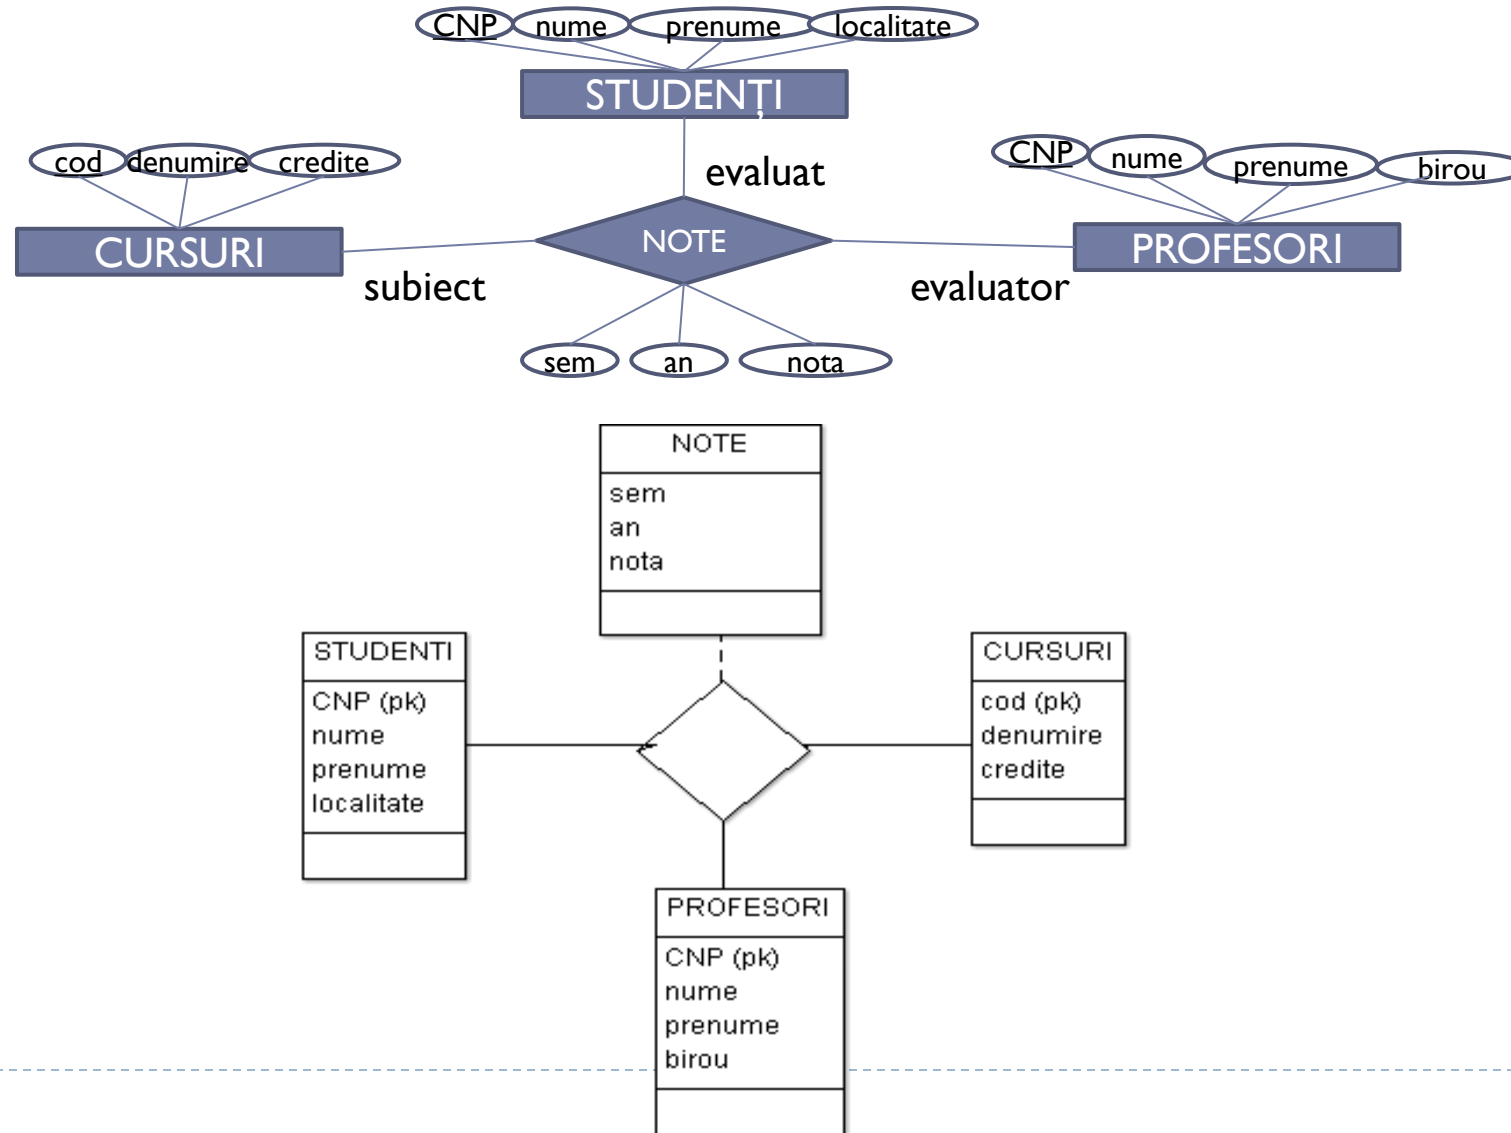 CNP nume prenume localitate
STUDENȚI
cod denumire credite
CNP nume prenume birou
evaluat
CURSURI
NOTE
PROFESORI
subiect
evaluator
sem an nota
NOTE
sem
an
nota
STUDENTI
CNP (pk)
nume
prenume
localitate
CURSURI
cod (pk)
denumire
credite
PROFESORI
CNP (pk)
nume
prenume
birou